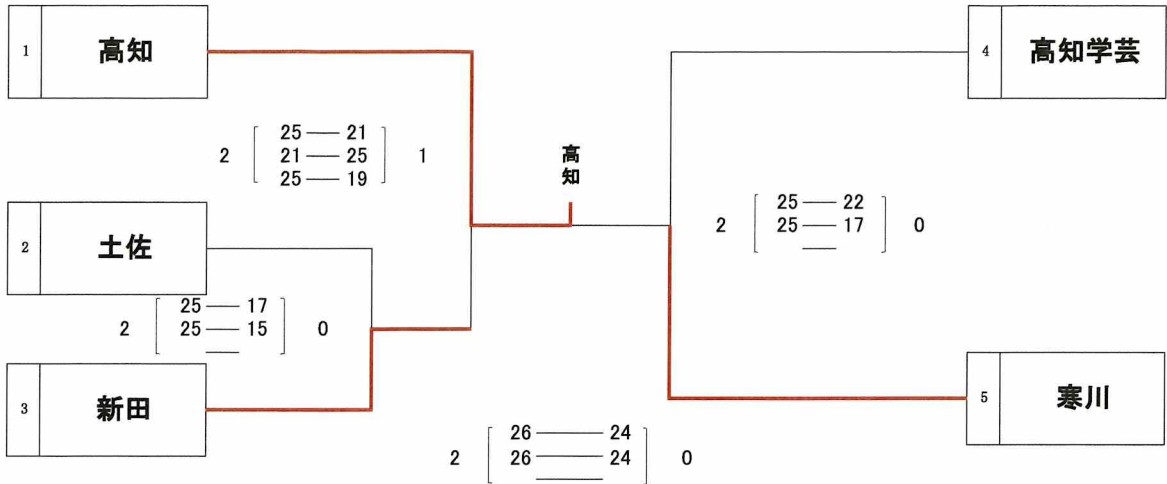 1 高知
4 高知学芸
25 — 21
2 21 — 25 1
25 — 19
高知
25 — 22
2 25 — 17 0
—
2 土佐
25 — 17
2 25 — 15 0
—
3 新田
5 寒川
26 — 24
2 26 — 24 0
—